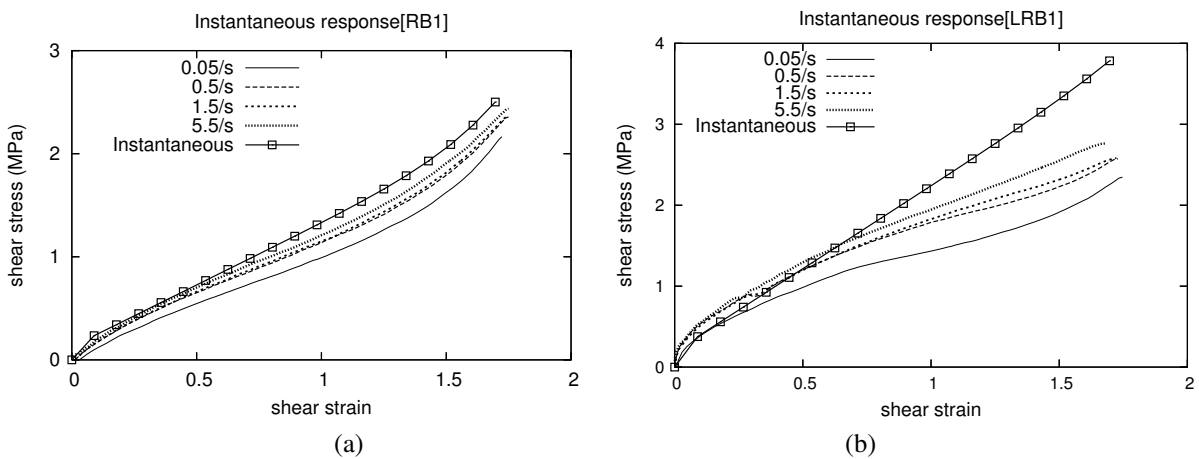 Instantaneous response[RB1]
3
2
1
0
0
0.5
1
1.5
2
shear stress (MPa)
shear strain
0.05/s
0.5/s
1.5/s
5.5/s
Instantaneous
(a)
Instantaneous response[LRB1]
4
3
2
1
0
0
0.5
1
1.5
2
shear stress (MPa)
shear strain
0.05/s
0.5/s
1.5/s
5.5/s
Instantaneous
(b)